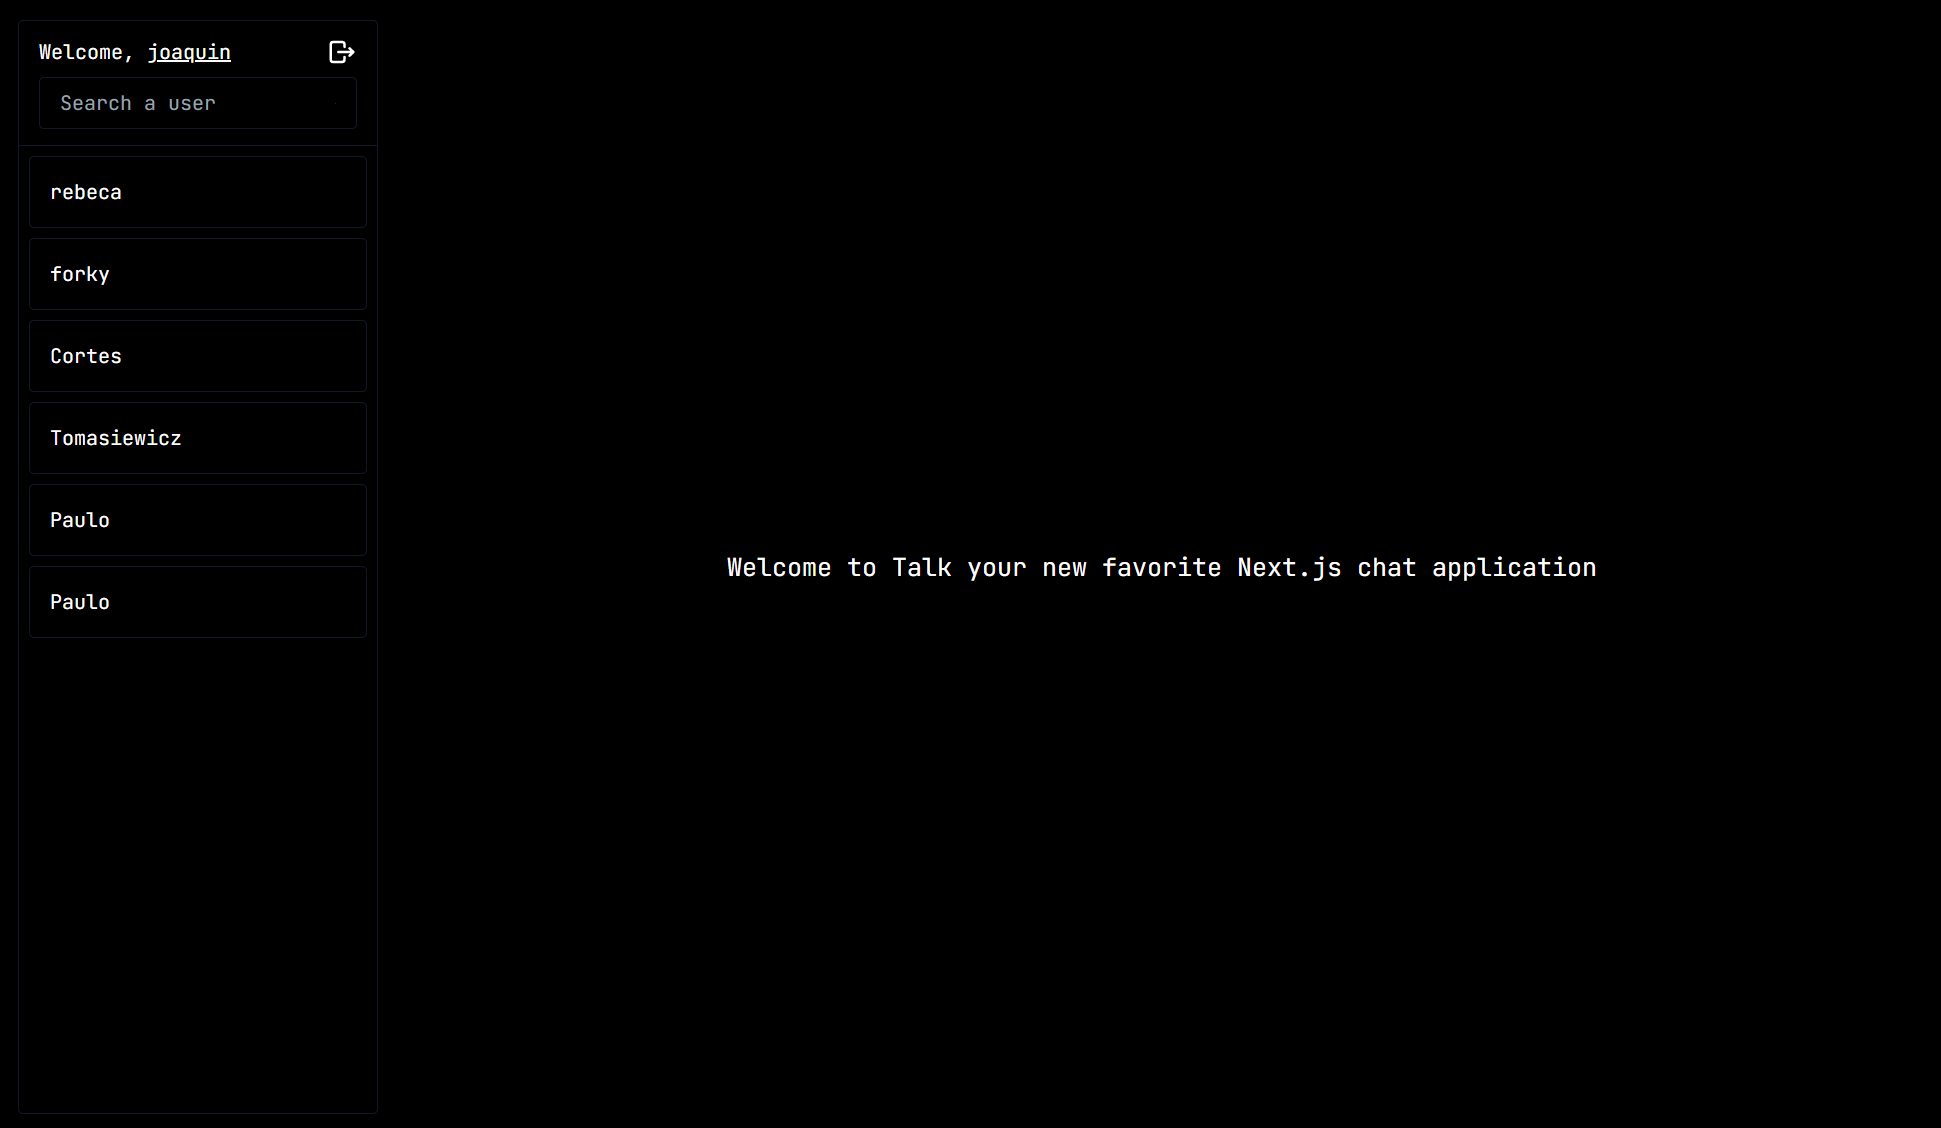 Welcome, joaquin
Search a user
rebeca
forky
Cortes
Tomasiewicz
Paulo
Paulo
Welcome to Talk your new favorite Next.js chat application